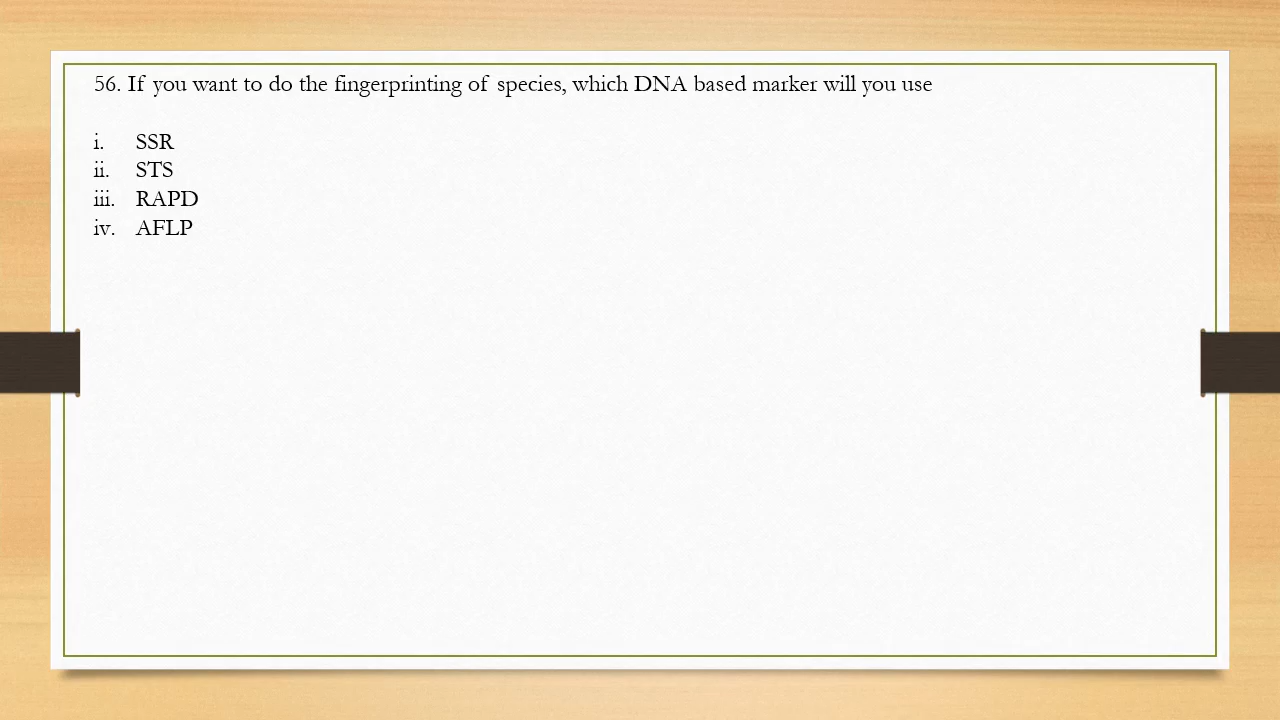 56. If you want to do the fingerprinting of species, which DNA based marker will you use
i. SSR
ii. STS
iii. RAPD
iv. AFLP